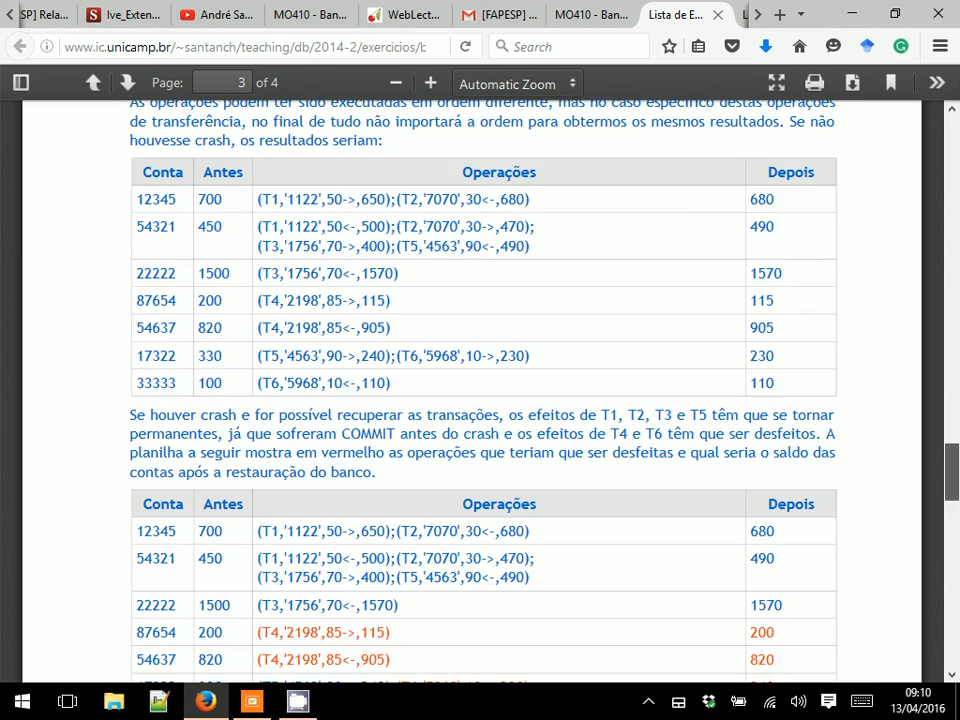 SP] Rela...
Ive_Exten...
André Sa...
MO410 - Ban...
WebLect...
[FAPESP] ...
MO410 - Ban...
Lista de E...
www.ic.unicamp.br/~santanch/teaching/db/2014-2/exercicios/b
Search
Page: 3 of 4
Automatic Zoom
As operações podem ter sido executadas em ordem diferente, mas no caso específico destas operações
de transferência, no final de tudo não importará a ordem para obtermos os mesmos resultados. Se não
houvesse crash, os resultados seriam:
Conta Antes Operações Depois
12345 700 (T1,'1122',50->,650);(T2,'7070',30<-,680) 680
54321 450 (T1,'1122',50<-,500);(T2,'7070',30->,470); 490
(T3,'1756',70->,400);(T5,'4563',90<-,490)
22222 1500 (T3,'1756',70<-,1570) 1570
87654 200 (T4,'2198',85->,115) 115
54637 820 (T4,'2198',85<-,905) 905
17322 330 (T5,'4563',90->,240);(T6,'5968',10->,230) 230
33333 100 (T6,'5968',10<-,110) 110
Se houver crash e for possível recuperar as transações, os efeitos de T1, T2, T3 e T5 têm que se tornar
permanentes, já que sofreram COMMIT antes do crash e os efeitos de T4 e T6 têm que ser desfeitos. A
planilha a seguir mostra em vermelho as operações que teriam que ser desfeitas e qual seria o saldo das
contas após a restauração do banco.
Conta Antes Operações Depois
12345 700 (T1,'1122',50->,650);(T2,'7070',30<-,680) 680
54321 450 (T1,'1122',50<-,500);(T2,'7070',30->,470); 490
(T3,'1756',70->,400);(T5,'4563',90<-,490)
22222 1500 (T3,'1756',70<-,1570) 1570
87654 200 (T4,'2198',85->,115) 200
54637 820 (T4,'2198',85<-,905) 820
09:10
13/04/2016